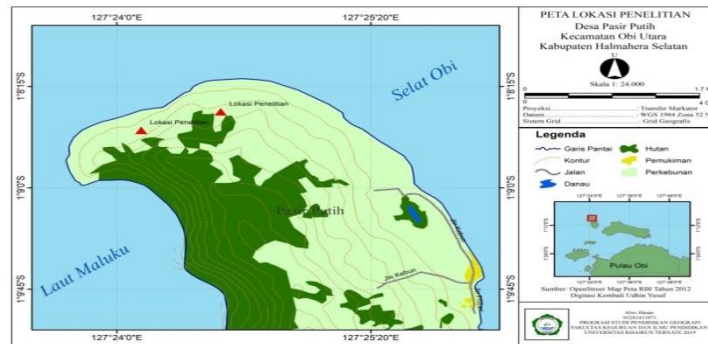 127°24'0"E
127°25'20"E
1°8'15"S
1°9'0"S
1°9'45"S
1°8'15"S
1°9'0"S
1°9'45"S
127°24'0"E
127°25'20"E
Selat Obi
Lokasi Penelitian
Lokasi Penelitian
Pasir Putih
Laut Maluku
Jln Kebun
PETA LOKASI PENELITIAN
Desa Pasir Putih
Kecamatan Obi Utara
Kabupaten Halmahera Selatan
U
Skala 1: 24.000
0
0
Proyeksi : Transfer Markator
Datum : WGS 1984 Zona 52
Sistem Grid : Grid Geografis
Legenda
Garis Pantai
Kontur
Jalan
Danau
Hutan
Pemukiman
Perkebunan
Pulau Obi
Sumber: OpenStreer Map Peta RBI Tahun 2012
Digitasi Kembali Udhin Yusuf
PROGRAM STUDI PENDIDIKAN GEOGRAFI
FAKULTAS KEGURUAN DAN ILMU PENDIDIKAN
UNIVERSITAS KHAIRUN TERNATE 2019